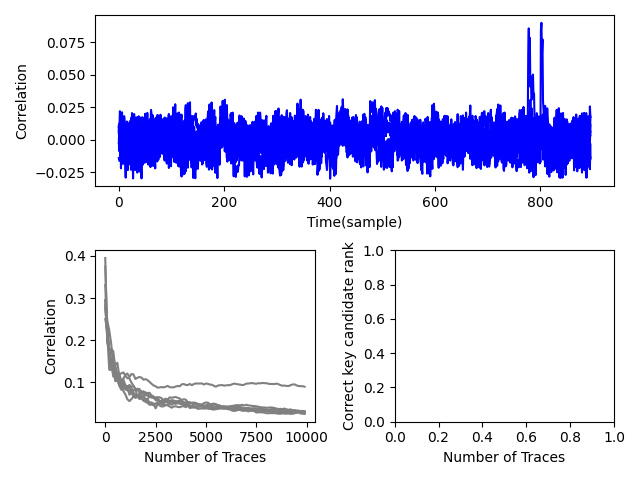 0.075
0.050
0.025
0.000
−0.025
Correlation
0 200 400 600 800
Time(sample)
0.4
0.3
0.2
0.1
Correlation
0 2500 5000 7500 10000
Number of Traces
1.0
0.8
0.6
0.4
0.2
0.0
Correct key candidate rank
0.0 0.2 0.4 0.6 0.8 1.0
Number of Traces